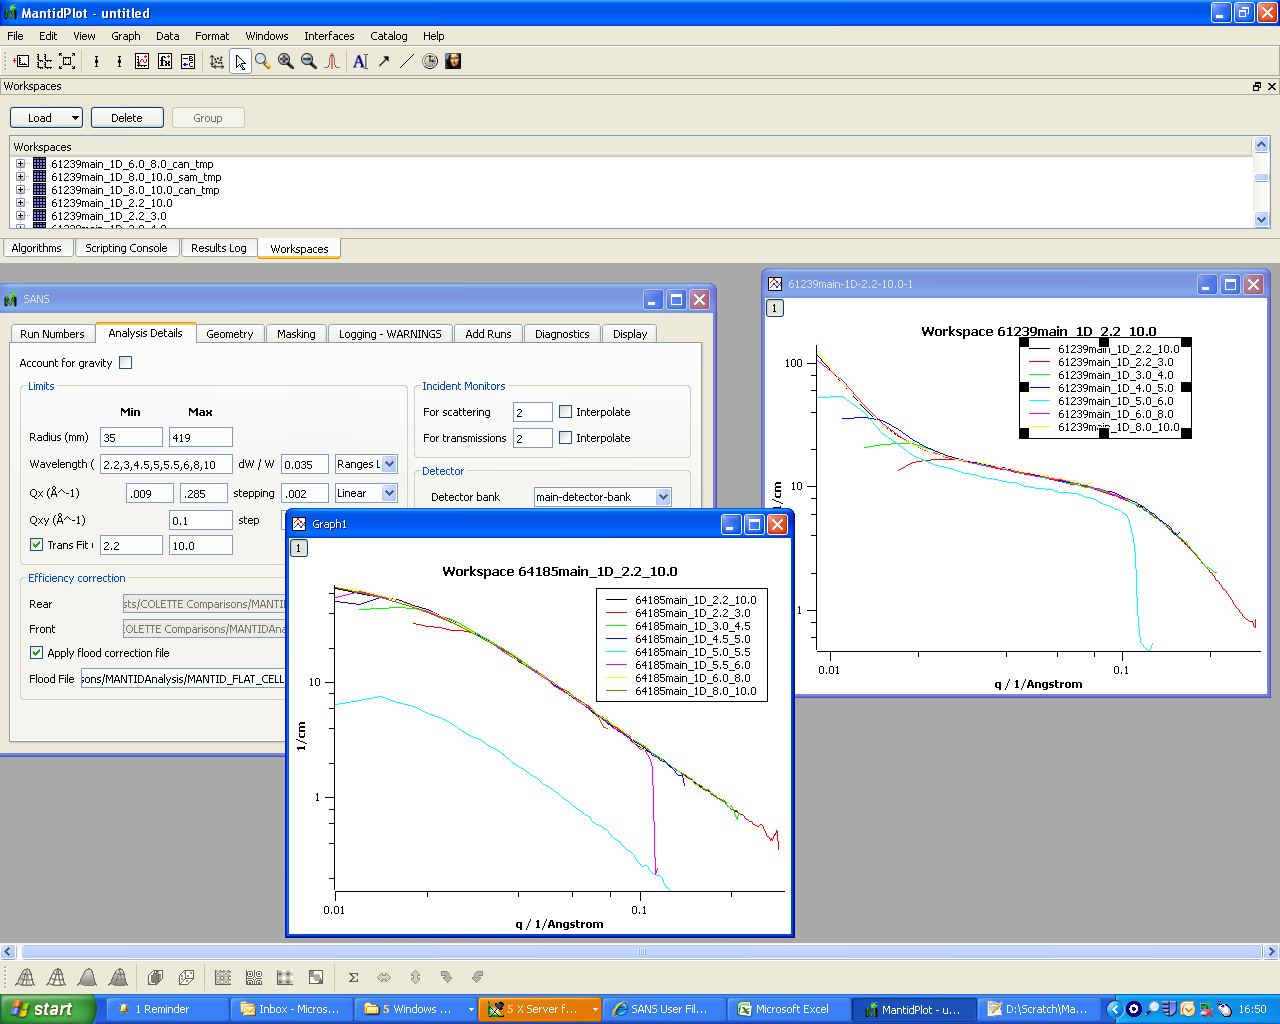 MantidPlot - untitled
File Edit View Graph Data Format Windows Interfaces Catalog Help
Workspaces
Load Delete Group
Workspaces
61239main_1D_6.0_8.0_can_tmp
61239main_1D_8.0_10.0_sam_tmp
61239main_1D_8.0_10.0_can_tmp
61239main_1D_2.2_10.0
61239main_1D_2.2_3.0
Algorithms Scripting Console Results Log Workspaces
SANS
Run Numbers Analysis Details Geometry Masking Logging - WARNINGS Add Runs Diagnostics Display
Account for gravity
Limits
Min Max
Radius (mm) 35 419
Wavelength ( 2.2,3,4.5,5,5.5,6,8,10 dW / W 0.035 Ranges L
Qx (Å^-1) .009 .285 stepping .002 Linear
Qxy (Å^-1) 0.1 step
Trans Fit 2.2 10.0
Efficiency correction
Rear sts/COLETTE Comparisons/MANTID
Front COLETTE Comparisons/MANTIDAna
Apply flood correction file
Flood File sons/MANTIDAnalysis/MANTID_FLAT_CELL
Incident Monitors
For scattering 2 Interpolate
For transmissions 2 Interpolate
Detector
Detector bank main-detector-bank
61239main-1D-2.2-10.0-1
1
Workspace 61239main_1D_2.2_10.0
61239main_1D_2.2_10.0
61239main_1D_2.2_3.0
61239main_1D_3.0_4.0
61239main_1D_4.0_5.0
61239main_1D_5.0_6.0
61239main_1D_6.0_8.0
61239main_1D_8.0_10.0
100
10
1
1/cm
0.01 0.1
q / 1/Angstrom
Graph1
1
Workspace 64185main_1D_2.2_10.0
64185main_1D_2.2_10.0
64185main_1D_2.2_3.0
64185main_1D_3.0_4.5
64185main_1D_4.5_5.0
64185main_1D_5.0_5.5
64185main_1D_5.5_6.0
64185main_1D_6.0_8.0
64185main_1D_8.0_10.0
10
1
1/cm
0.01 0.1
q / 1/Angstrom
start 1 Reminder Inbox - Micros... 5 Windows ... 5 X Server f... SANS User Fil... Microsoft Excel MantidPlot - u... D:\Scratch\Ma... 16:50